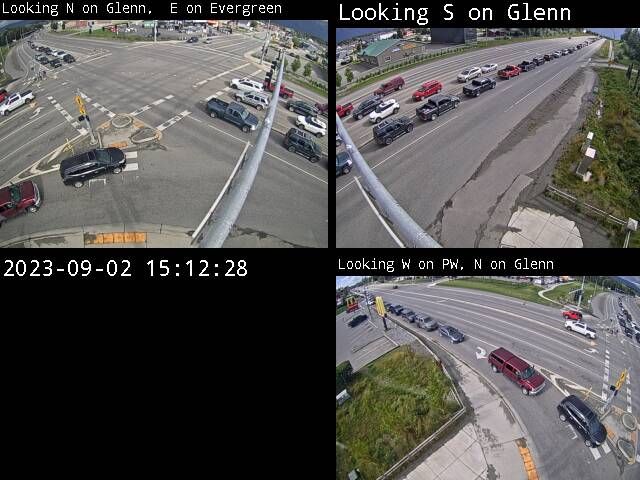 Looking N on Glenn, E on Evergreen
Looking S on Glenn
2023-09-02 15:12:28
Looking W on PW, N on Glenn